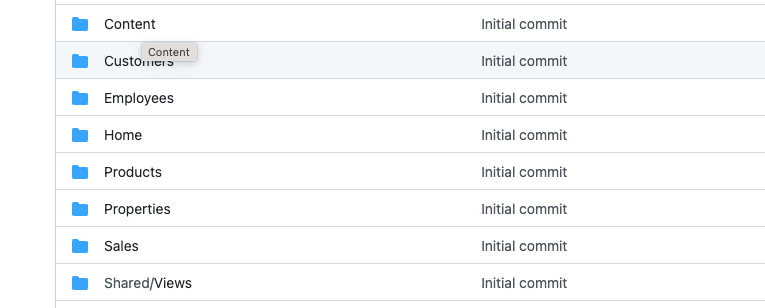 Content Initial commit
Content
Customers Initial commit
Employees Initial commit
Home Initial commit
Products Initial commit
Properties Initial commit
Sales Initial commit
Shared/Views Initial commit